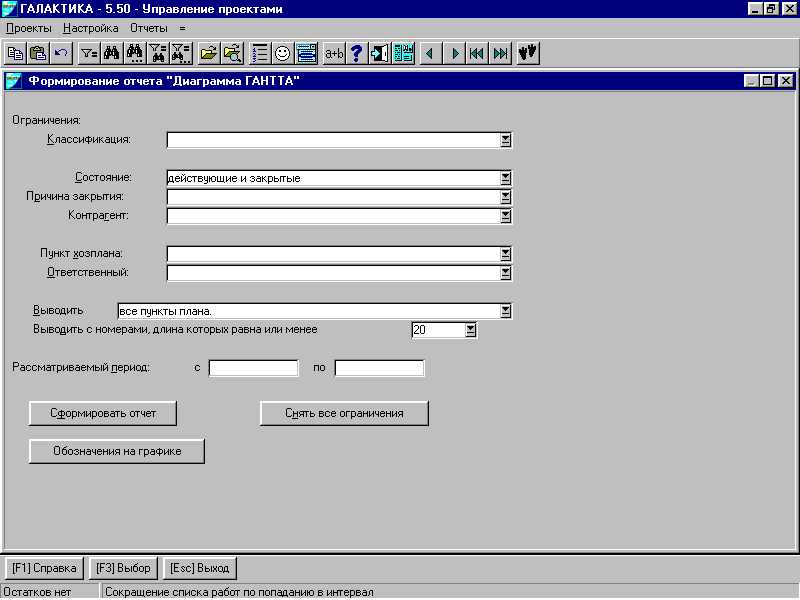 ГАЛАКТИКА - 5.50 - Управление проектами
Проекты Настройка Отчеты =
a+b ?
Формирование отчета "Диаграмма ГАНТТА"
Ограничения:
Классификация:
Состояние: действующие и закрытые
Причина закрытия:
Контрагент:
Пункт хозплана:
Ответственный:
Выводить все пункты плана.
Выводить с номерами, длина которых равна или менее 20
Рассматриваемый период: с по
Сформировать отчет Снять все ограничения
Обозначения на графике
[F1] Справка [F3] Выбор [Esc] Выход
Остатков нет Сокращение списка работ по попаданию в интервал